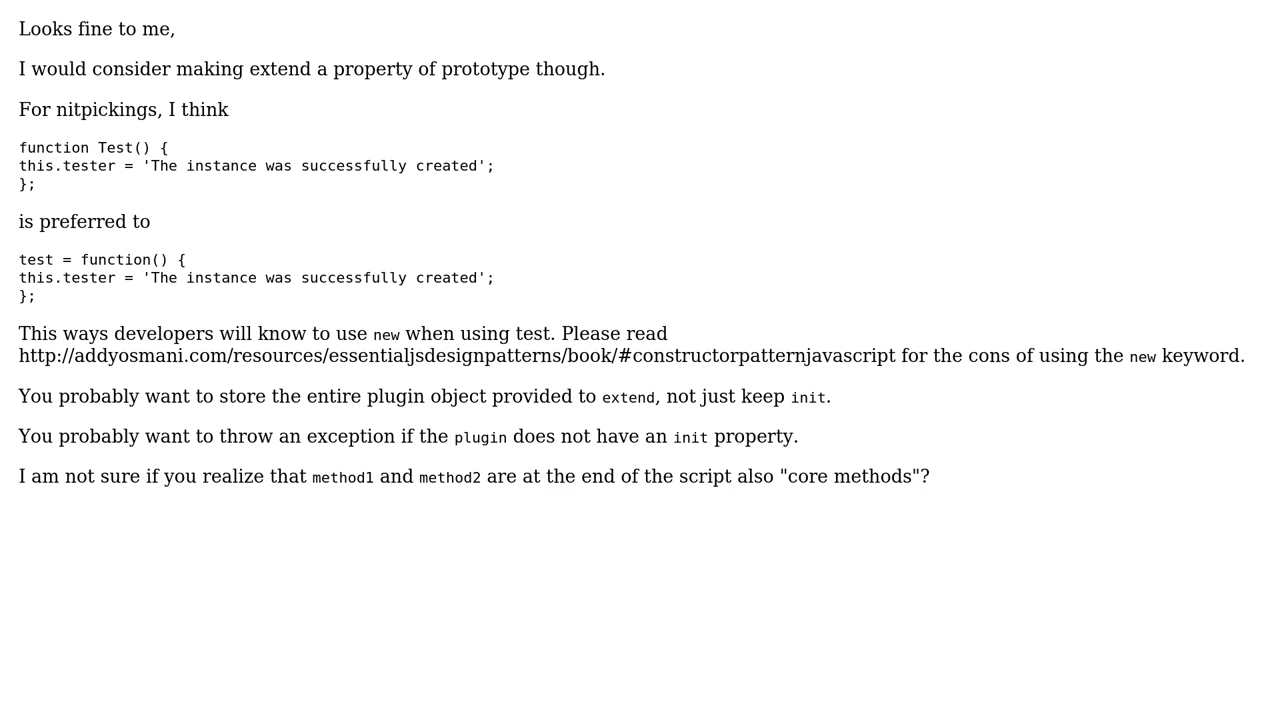 Looks fine to me,
I would consider making extend a property of prototype though.
For nitpickings, I think
function Test() {
this.tester = 'The instance was successfully created';
};
is preferred to
test = function() {
this.tester = 'The instance was successfully created';
};
This ways developers will know to use new when using test. Please read
http://addyosmani.com/resources/essentialjsdesignpatterns/book/#constructorpatternjavascript for the cons of using the new keyword.
You probably want to store the entire plugin object provided to extend, not just keep init.
You probably want to throw an exception if the plugin does not have an init property.
I am not sure if you realize that method1 and method2 are at the end of the script also "core methods"?